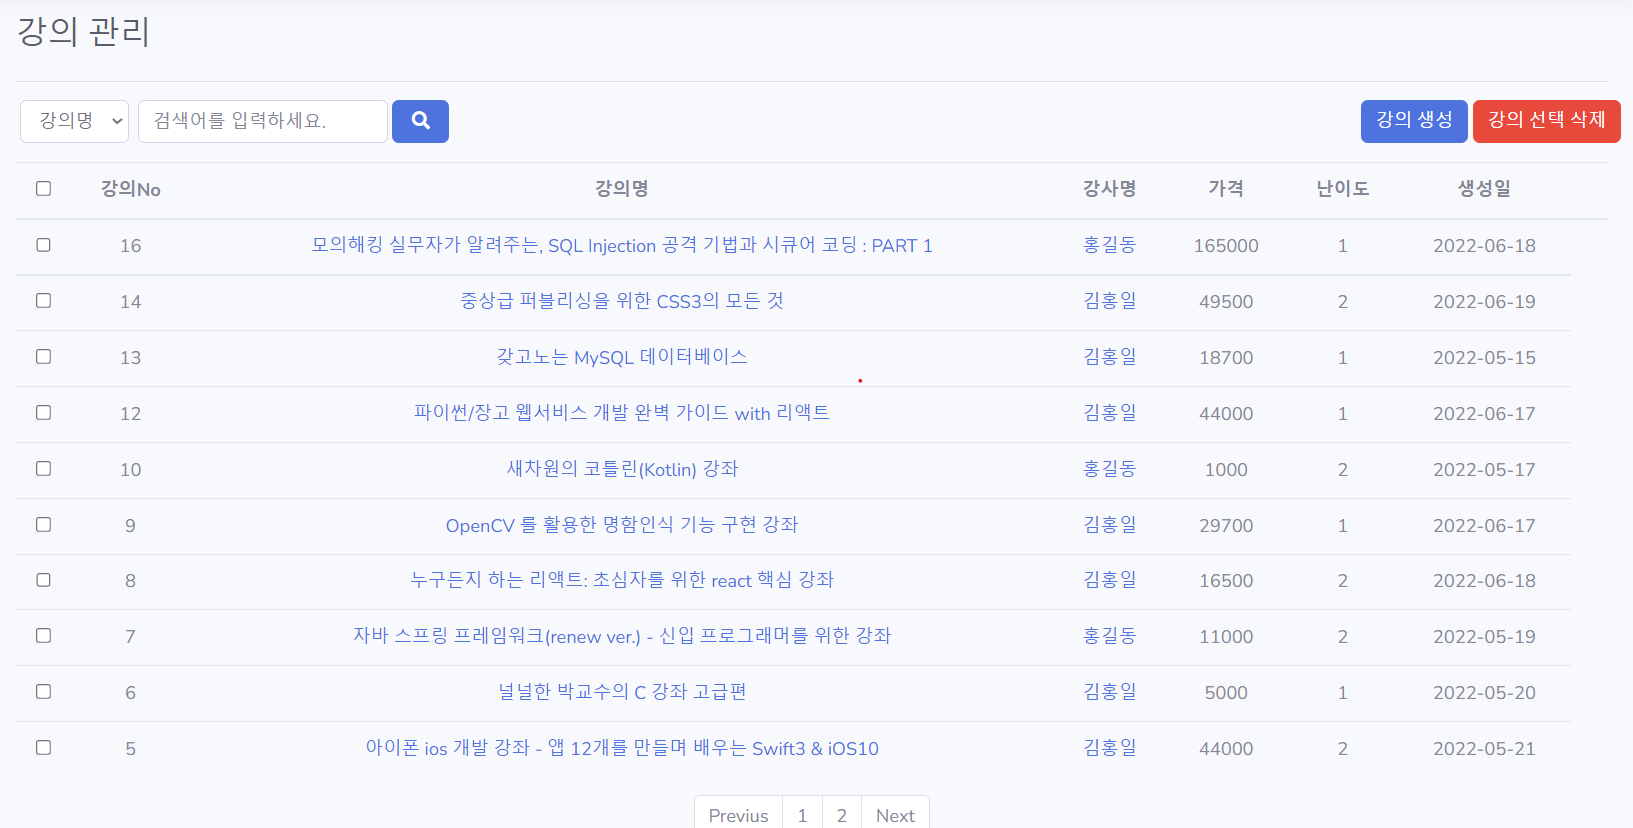 강의 관리
강의명 검색어를 입력하세요. 강의 생성 강의 선택 삭제
강의No 강의명 강사명 가격 난이도 생성일
16 모의해킹 실무자가 알려주는, SQL Injection 공격 기법과 시큐어 코딩 : PART 1 홍길동 165000 1 2022-06-18
14 중상급 퍼블리싱을 위한 CSS3의 모든 것 김홍일 49500 2 2022-06-19
13 갖고노는 MySQL 데이터베이스 김홍일 18700 1 2022-05-15
12 파이썬/장고 웹서비스 개발 완벽 가이드 with 리액트 김홍일 44000 1 2022-06-17
10 새차원의 코틀린(Kotlin) 강좌 홍길동 1000 2 2022-05-17
9 OpenCV 를 활용한 명함인식 기능 구현 강좌 김홍일 29700 1 2022-06-17
8 누구든지 하는 리액트: 초심자를 위한 react 핵심 강좌 김홍일 16500 2 2022-06-18
7 자바 스프링 프레임워크(renew ver.) - 신입 프로그래머를 위한 강좌 홍길동 11000 2 2022-05-19
6 널널한 박교수의 C 강좌 고급편 김홍일 5000 1 2022-05-20
5 아이폰 ios 개발 강좌 - 앱 12개를 만들며 배우는 Swift3 & iOS10 김홍일 44000 2 2022-05-21
Previus 1 2 Next